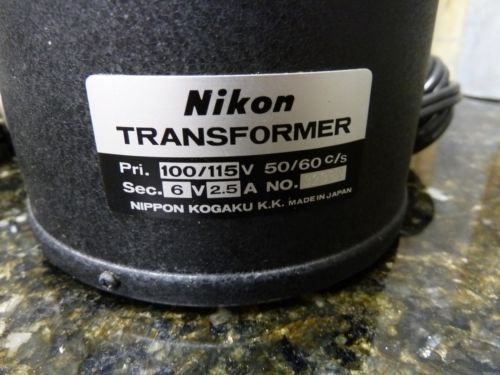 Nikon
TRANSFORMER
Pri. 100/115 V 50/60 c/s
Sec. 6 V 2.5 A NO.
NIPPON KOGAKU K.K. MADE IN JAPAN